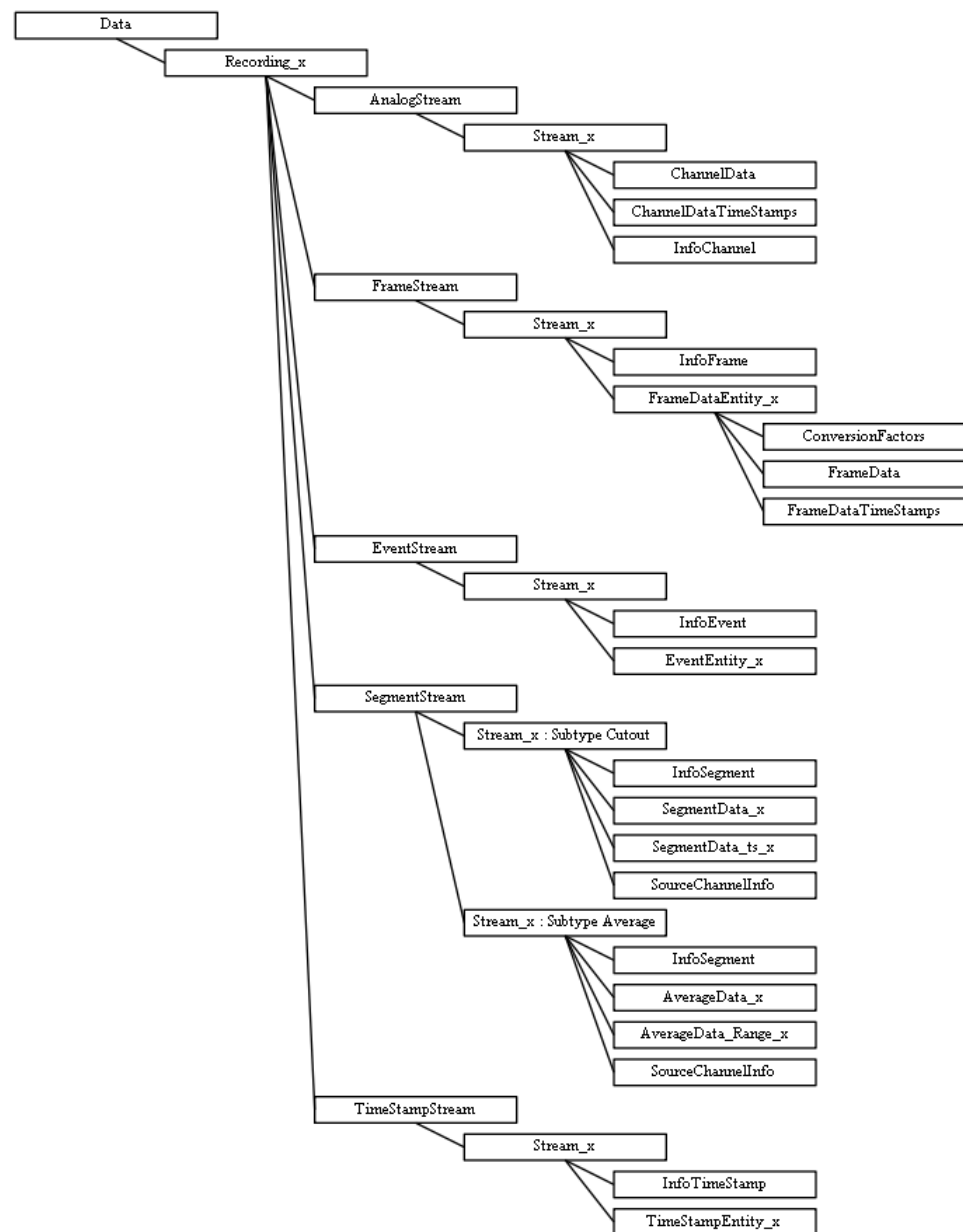 Data
Recording_x
AnalogStream
Stream_x
ChannelData
ChannelDataTimeStamps
InfoChannel
FrameStream
Stream_x
InfoFrame
FrameDataEntity_x
ConversionFactors
FrameData
FrameDataTimeStamps
EventStream
Stream_x
InfoEvent
EventEntity_x
SegmentStream
Stream_x : Subtype Cutout
InfoSegment
SegmentData_x
SegmentData_ts_x
SourceChannelInfo
Stream_x : Subtype Average
InfoSegment
AverageData_x
AverageData_Range_x
SourceChannelInfo
TimeStampStream
Stream_x
InfoTimeStamp
TimeStampEntity_x